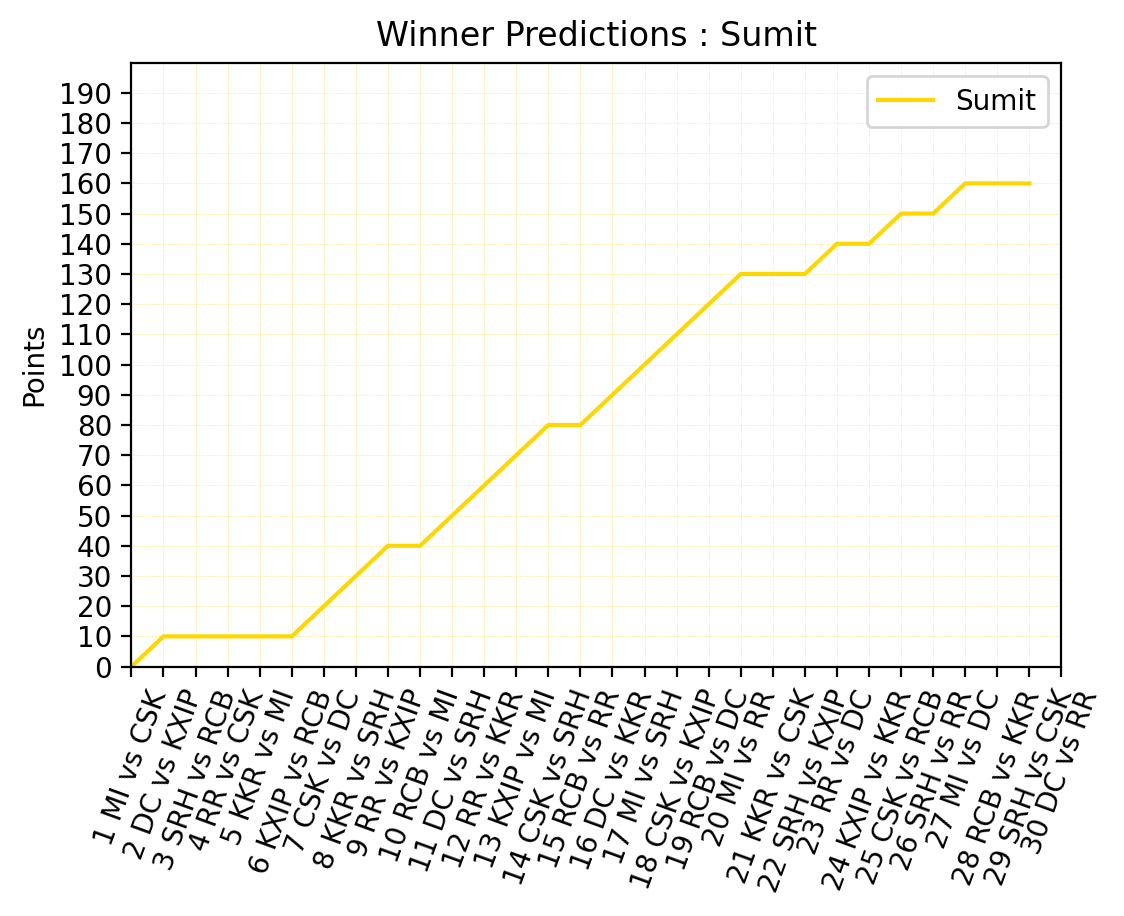 Winner Predictions : Sumit
Sumit
Points
190
180
170
160
150
140
130
120
110
100
90
80
70
60
50
40
30
20
10
0
1 MI vs CSK
2 DC vs KXIP
3 SRH vs RCB
4 RR vs CSK
5 KKR vs MI
6 KXIP vs RCB
7 CSK vs DC
8 KKR vs SRH
9 RR vs KXIP
10 RCB vs MI
11 DC vs SRH
12 RR vs KKR
13 KXIP vs MI
14 CSK vs SRH
15 RCB vs RR
16 DC vs KKR
17 MI vs SRH
18 CSK vs KXIP
19 RCB vs DC
20 MI vs RR
21 KKR vs CSK
22 SRH vs KXIP
23 RR vs DC
24 KXIP vs KKR
25 CSK vs RCB
26 SRH vs RR
27 MI vs DC
28 RCB vs KKR
29 SRH vs CSK
30 DC vs RR